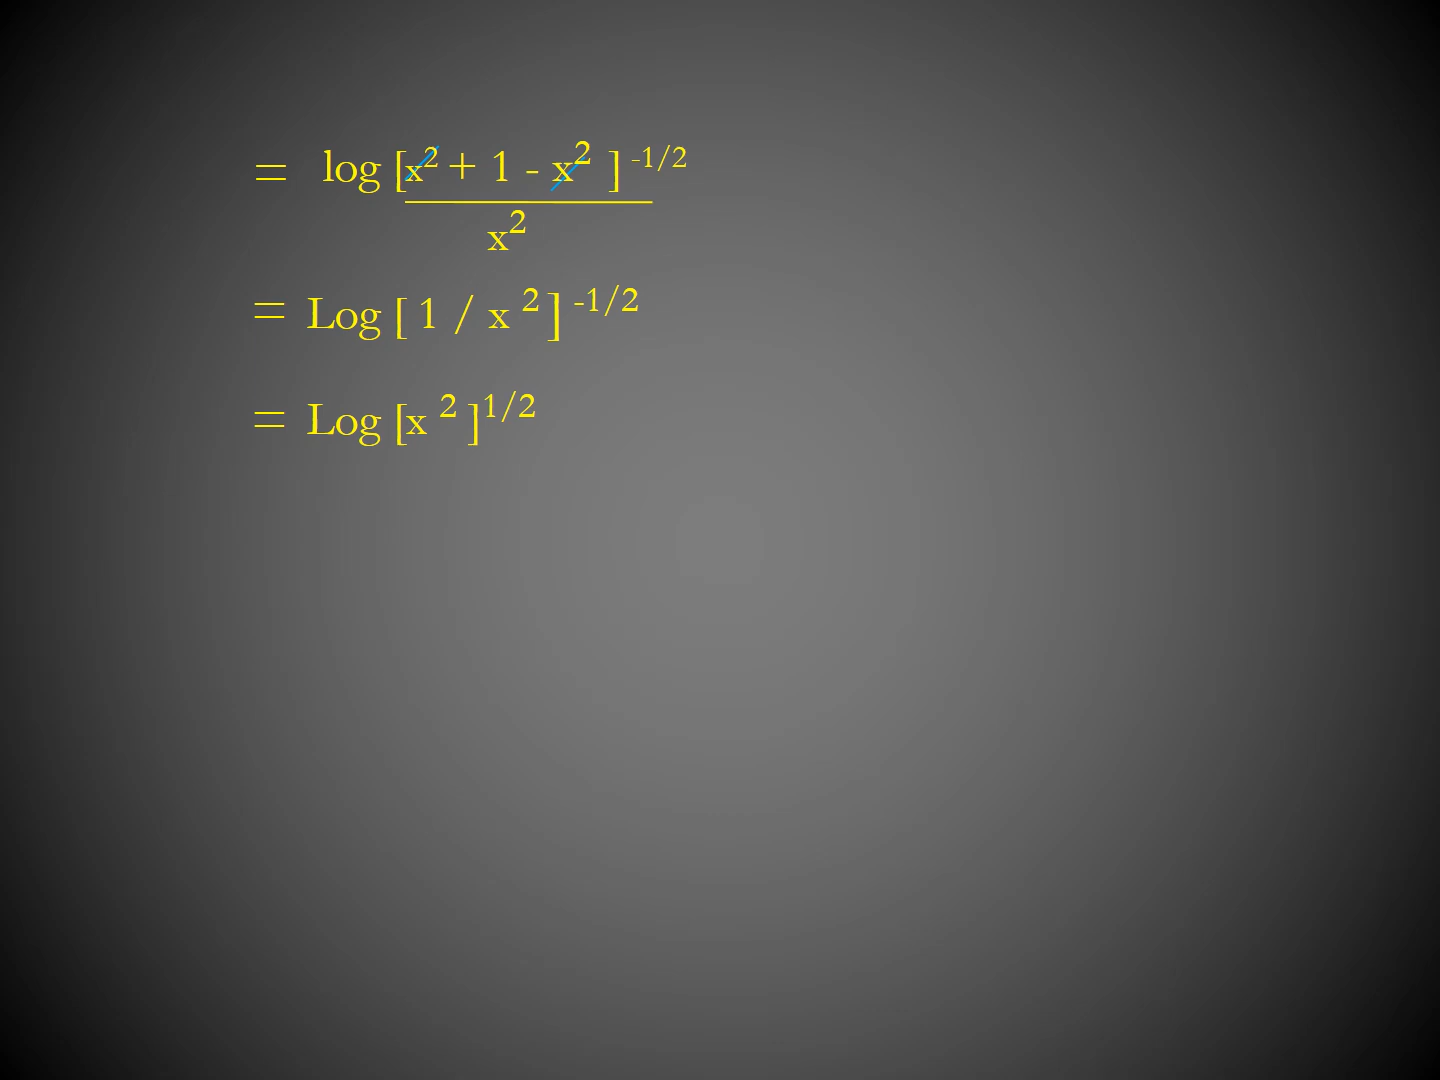 = log [x² + 1 - x² ] -1/2
x²
= Log [ 1 / x ² ] -1/2
= Log [x ² ]1/2